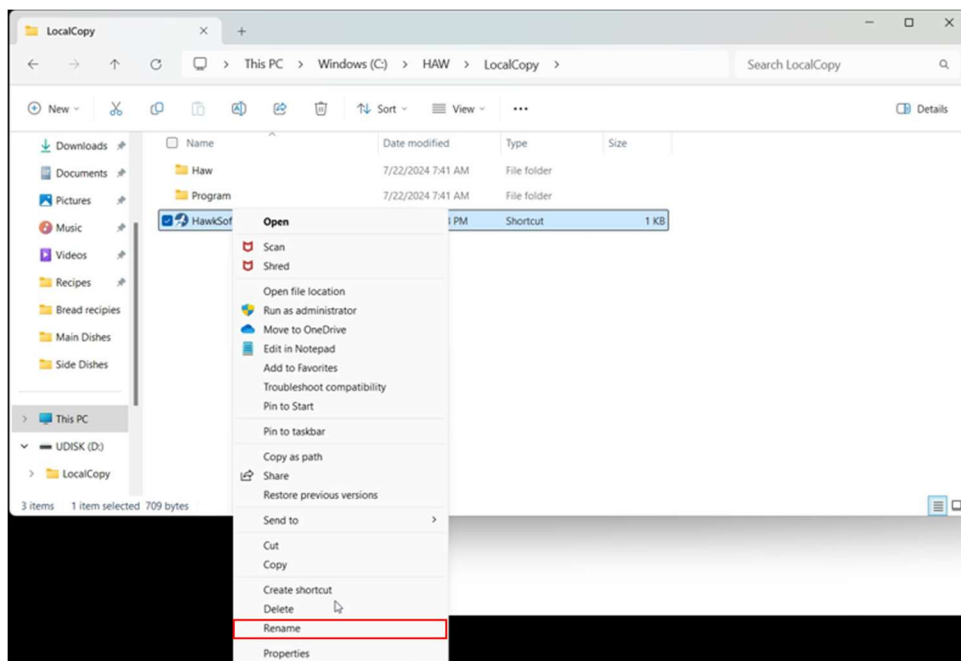 LocalCopy
This PC > Windows (C:) > HAW > LocalCopy >
Search LocalCopy
New
Sort
View
Details
Name Date modified Type Size
Downloads
Documents
Pictures
Music
Videos
Recipes
Bread recipies
Main Dishes
Side Dishes
This PC
UDISK (D:)
LocalCopy
Haw 7/22/2024 7:41 AM File folder
Program 7/22/2024 7:41 AM File folder
HawkSof PM Shortcut 1 KB
Open
Scan
Shred
Open file location
Run as administrator
Move to OneDrive
Edit in Notepad
Add to Favorites
Troubleshoot compatibility
Pin to Start
Pin to taskbar
Copy as path
Share
Restore previous versions
Send to
Cut
Copy
Create shortcut
Delete
Rename
Properties
3 items 1 item selected 709 bytes